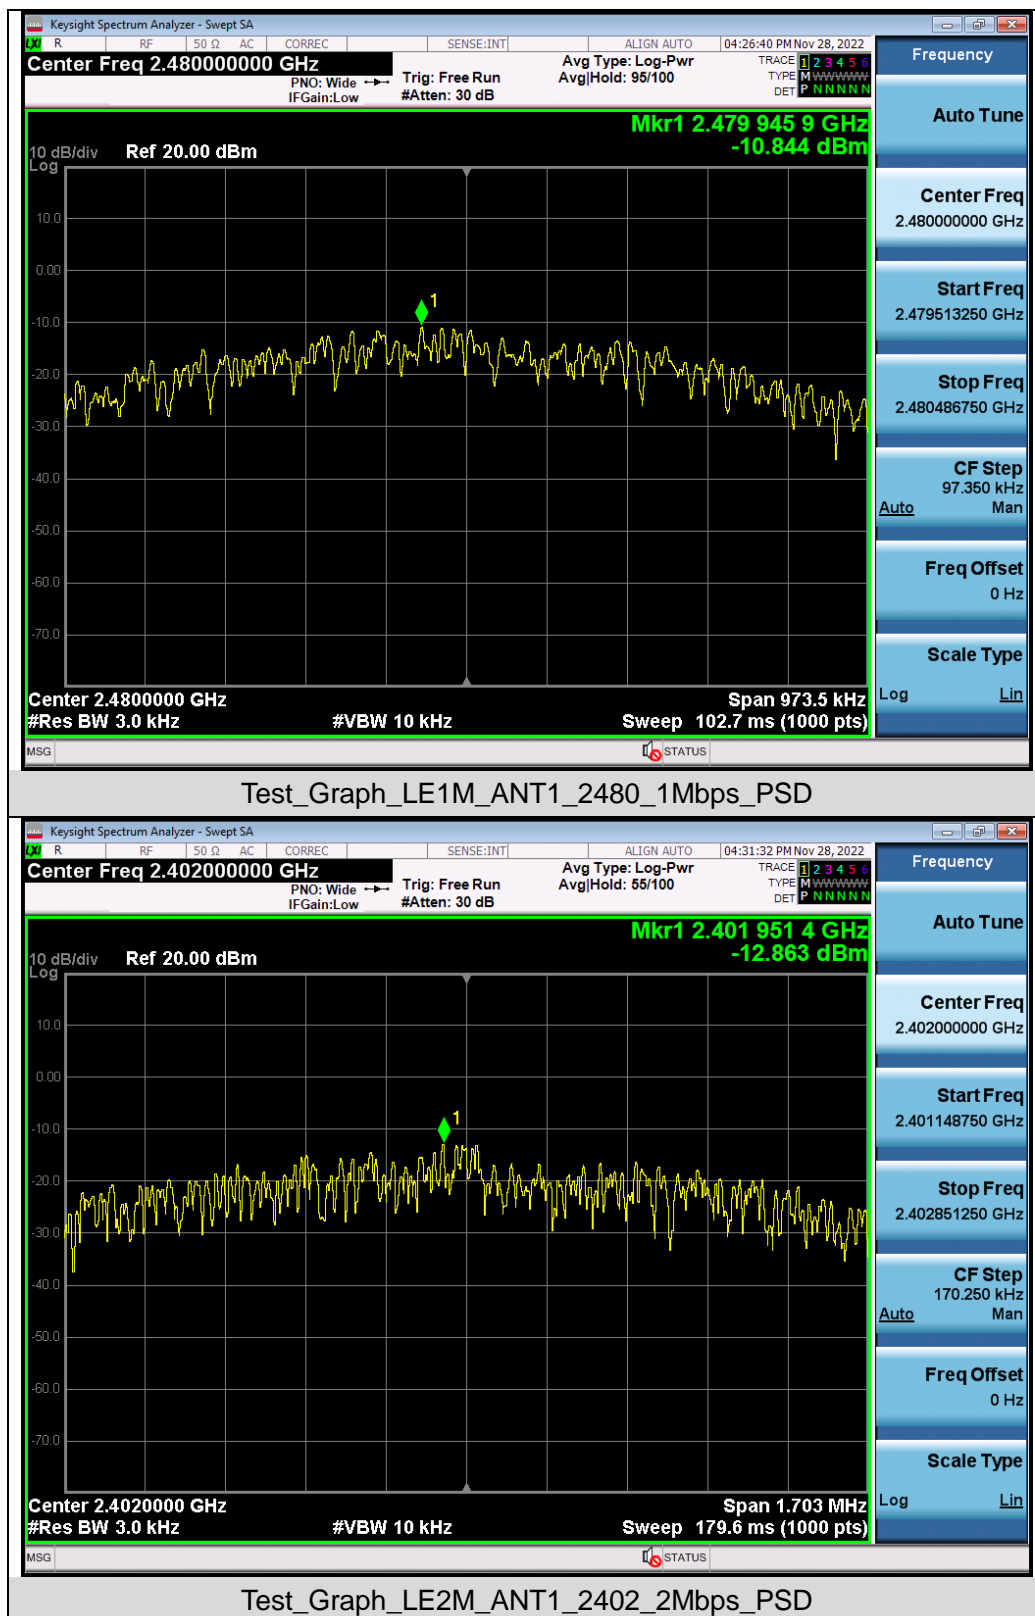 Keysight Spectrum Analyzer - Swept SA
LXI R RF 50 Ω AC CORREC SENSE:INT ALIGN AUTO 04:26:40 PM Nov 28, 2022
Center Freq 2.480000000 GHz
PNO: Wide
IFGain:Low
Trig: Free Run
#Atten: 30 dB
Avg Type: Log-Pwr
Avg|Hold: 95/100
TRACE 1 2 3 4 5 6
TYPE M WWWWW
DET P N N N N N
Mkr1 2.479 945 9 GHz
-10.844 dBm
10 dB/div Ref 20.00 dBm
Log
1
10.0
0.00
-10.0
-20.0
-30.0
-40.0
-50.0
-60.0
-70.0
Center 2.4800000 GHz Span 973.5 kHz
#Res BW 3.0 kHz #VBW 10 kHz Sweep 102.7 ms (1000 pts)
MSG STATUS
Frequency
Auto Tune
Center Freq
2.480000000 GHz
Start Freq
2.479513250 GHz
Stop Freq
2.480486750 GHz
CF Step
97.350 kHz
Auto Man
Freq Offset
0 Hz
Scale Type
Log Lin
Test_Graph_LE1M_ANT1_2480_1Mbps_PSD
Keysight Spectrum Analyzer - Swept SA
LXI R RF 50 Ω AC CORREC SENSE:INT ALIGN AUTO 04:31:32 PM Nov 28, 2022
Center Freq 2.402000000 GHz
PNO: Wide
IFGain:Low
Trig: Free Run
#Atten: 30 dB
Avg Type: Log-Pwr
Avg|Hold: 55/100
TRACE 1 2 3 4 5 6
TYPE M WWWWW
DET P N N N N N
Mkr1 2.401 951 4 GHz
-12.863 dBm
10 dB/div Ref 20.00 dBm
Log
1
10.0
0.00
-10.0
-20.0
-30.0
-40.0
-50.0
-60.0
-70.0
Center 2.4020000 GHz Span 1.703 MHz
#Res BW 3.0 kHz #VBW 10 kHz Sweep 179.6 ms (1000 pts)
MSG STATUS
Frequency
Auto Tune
Center Freq
2.402000000 GHz
Start Freq
2.401148750 GHz
Stop Freq
2.402851250 GHz
CF Step
170.250 kHz
Auto Man
Freq Offset
0 Hz
Scale Type
Log Lin
Test_Graph_LE2M_ANT1_2402_2Mbps_PSD